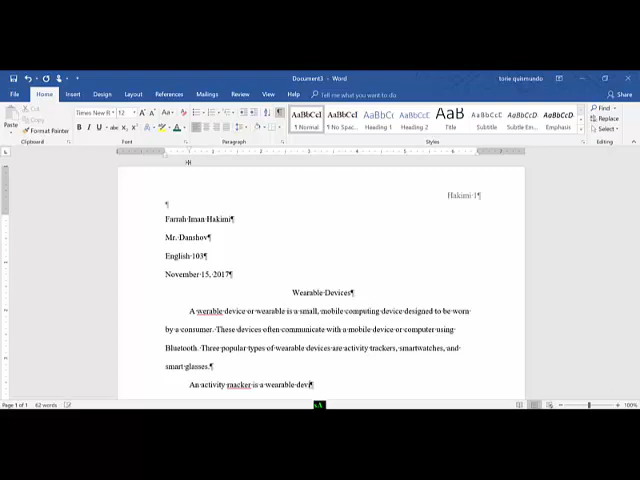 Document3 - Word
torie quismundo
File Home Insert Design Layout References Mailings Review View Help Tell me what you want to do Share
Cut Times New R 12 AaBbCcI AaBbCcI AaBbCcC AaBbCcC AaB AaBbCcC AaBbCcD AaBbCcD Find
Copy Replace
Paste Format Painter B I U Normal No Spac... Heading 1 Heading 2 Title Subtitle Subtle Em... Emphasis Select
Clipboard Font Paragraph Styles Editing
Hakimi·1¶
¶
Farrah·Iman·Hakimi¶
Mr.·Danshov¶
English·103¶
November·15,·2017¶
Wearable·Devices¶
A·werable·device·or·wearable·is·a·small,·mobile·computing·device·designed·to·be·worn·
by·a·consumer.·These·devices·often·communicate·with·a·mobile·device·or·computer·using·
Bluetooth.·Three·popular·types·of·wearable·devices·are·activity·trackers,·smartwatches,·and·
smart·glasses.¶
An·activity·rracker·is·a·wearable·devi¶
Page 1 of 1 62 words 100%